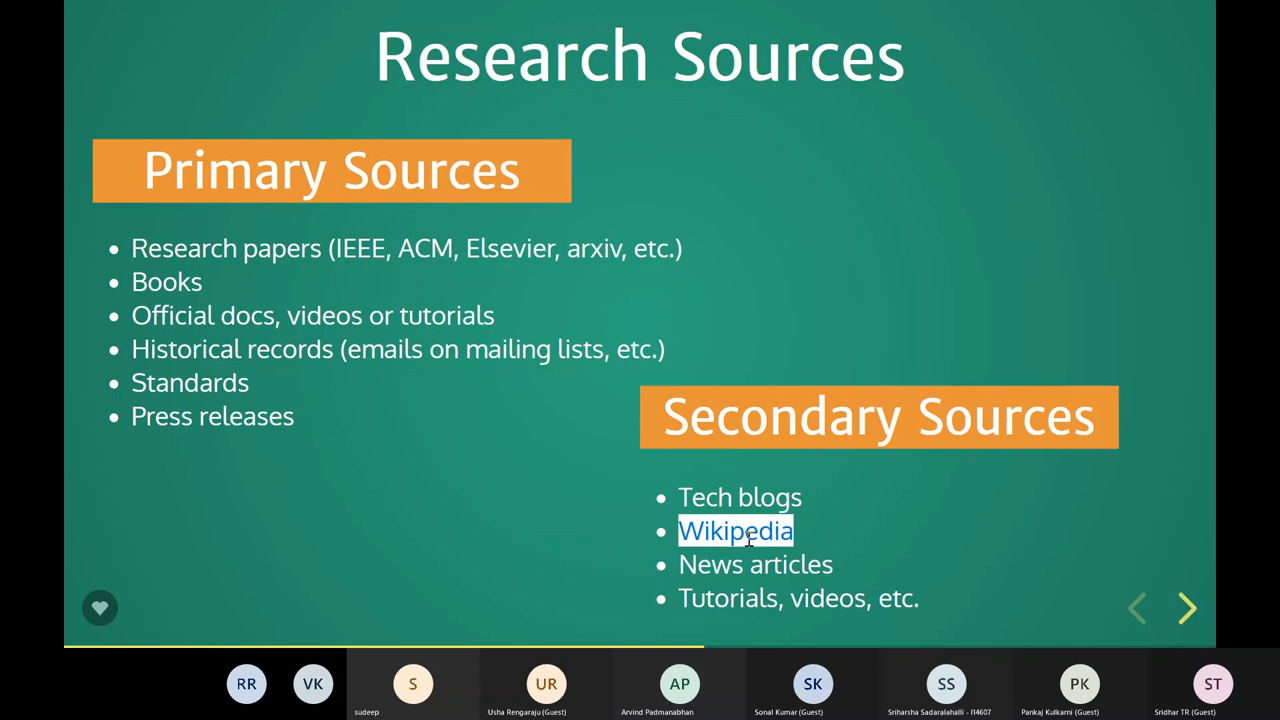 Research Sources
Primary Sources
Research papers (IEEE, ACM, Elsevier, arxiv, etc.)
Books
Official docs, videos or tutorials
Historical records (emails on mailing lists, etc.)
Standards
Press releases
Secondary Sources
Tech blogs
Wikipedia
News articles
Tutorials, videos, etc.
RR
VK
S
UR
AP
SK
SS
PK
ST
sudeep
Usha Rengaraju (Guest)
Arvind Padmanabhan
Sonal Kumar (Guest)
Sriharsha Sadaralahalli - I14607
Pankaj Kulkarni (Guest)
Sridhar TR (Guest)